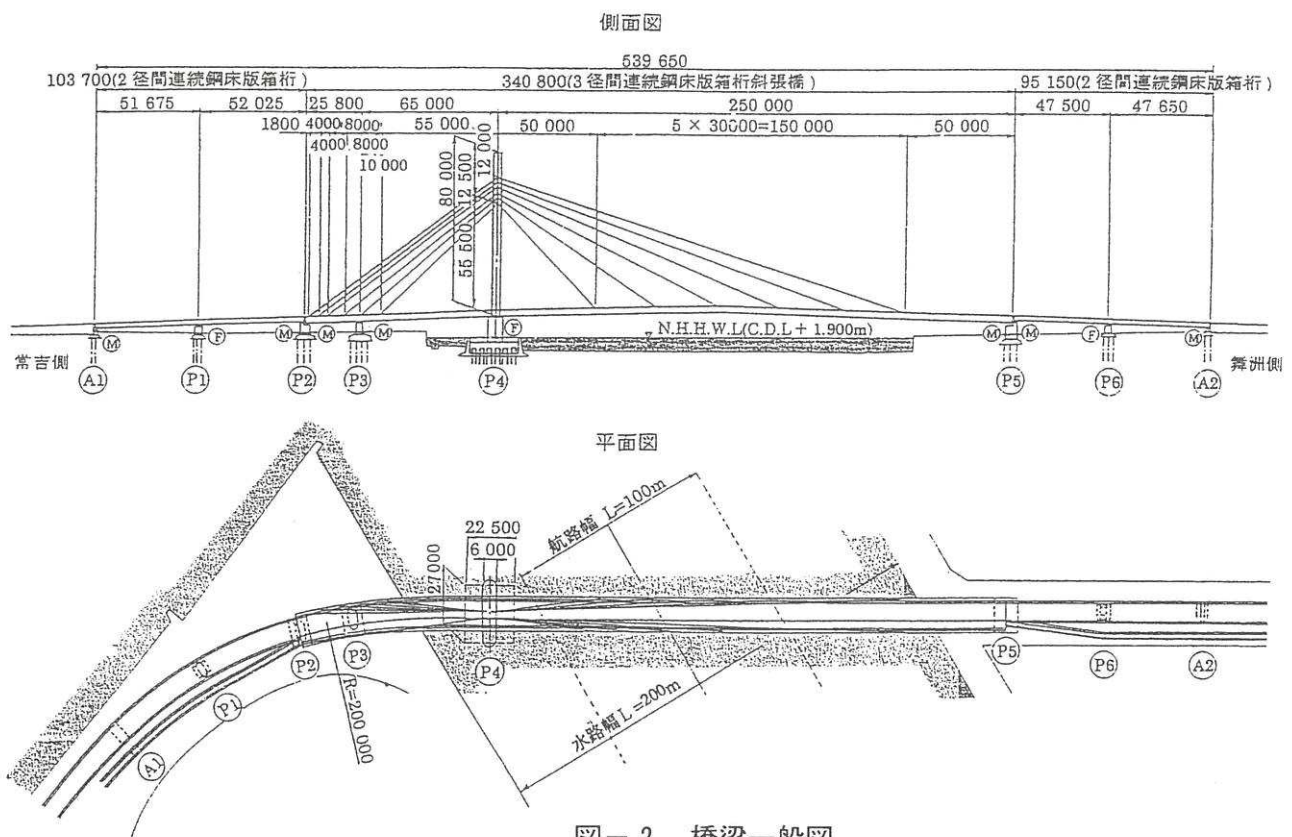 側面図
539 650
103 700(2 径間連続鋼床版箱桁)
340 800(3 径間連続鋼床版箱桁斜張橋)
95 150(2 径間連続鋼床版箱桁)
51 675
52 025
25 800
65 000
250 000
47 500
47 650
1800
4000
8000
55 000
50 000
5 × 30000=150 000
50 000
4000
8000
10 000
80 000
12 500
12 000
55 500
N.H.H.W.L(C.D.L + 1.900m)
M
F
M
M
M
F
M
M
F
M
常吉側
A1
P1
P2
P3
P4
P5
P6
A2
舞洲側
平面図
航路幅 L=100m
22 500
6 000
27 000
P2
P3
P4
P5
P6
A2
P1
A1
R=200 000
水路幅 L=200m
図－2 橋梁一般図